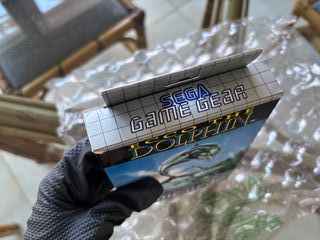 SEGA
GAME GEAR
ECCO THE
DOLPHIN